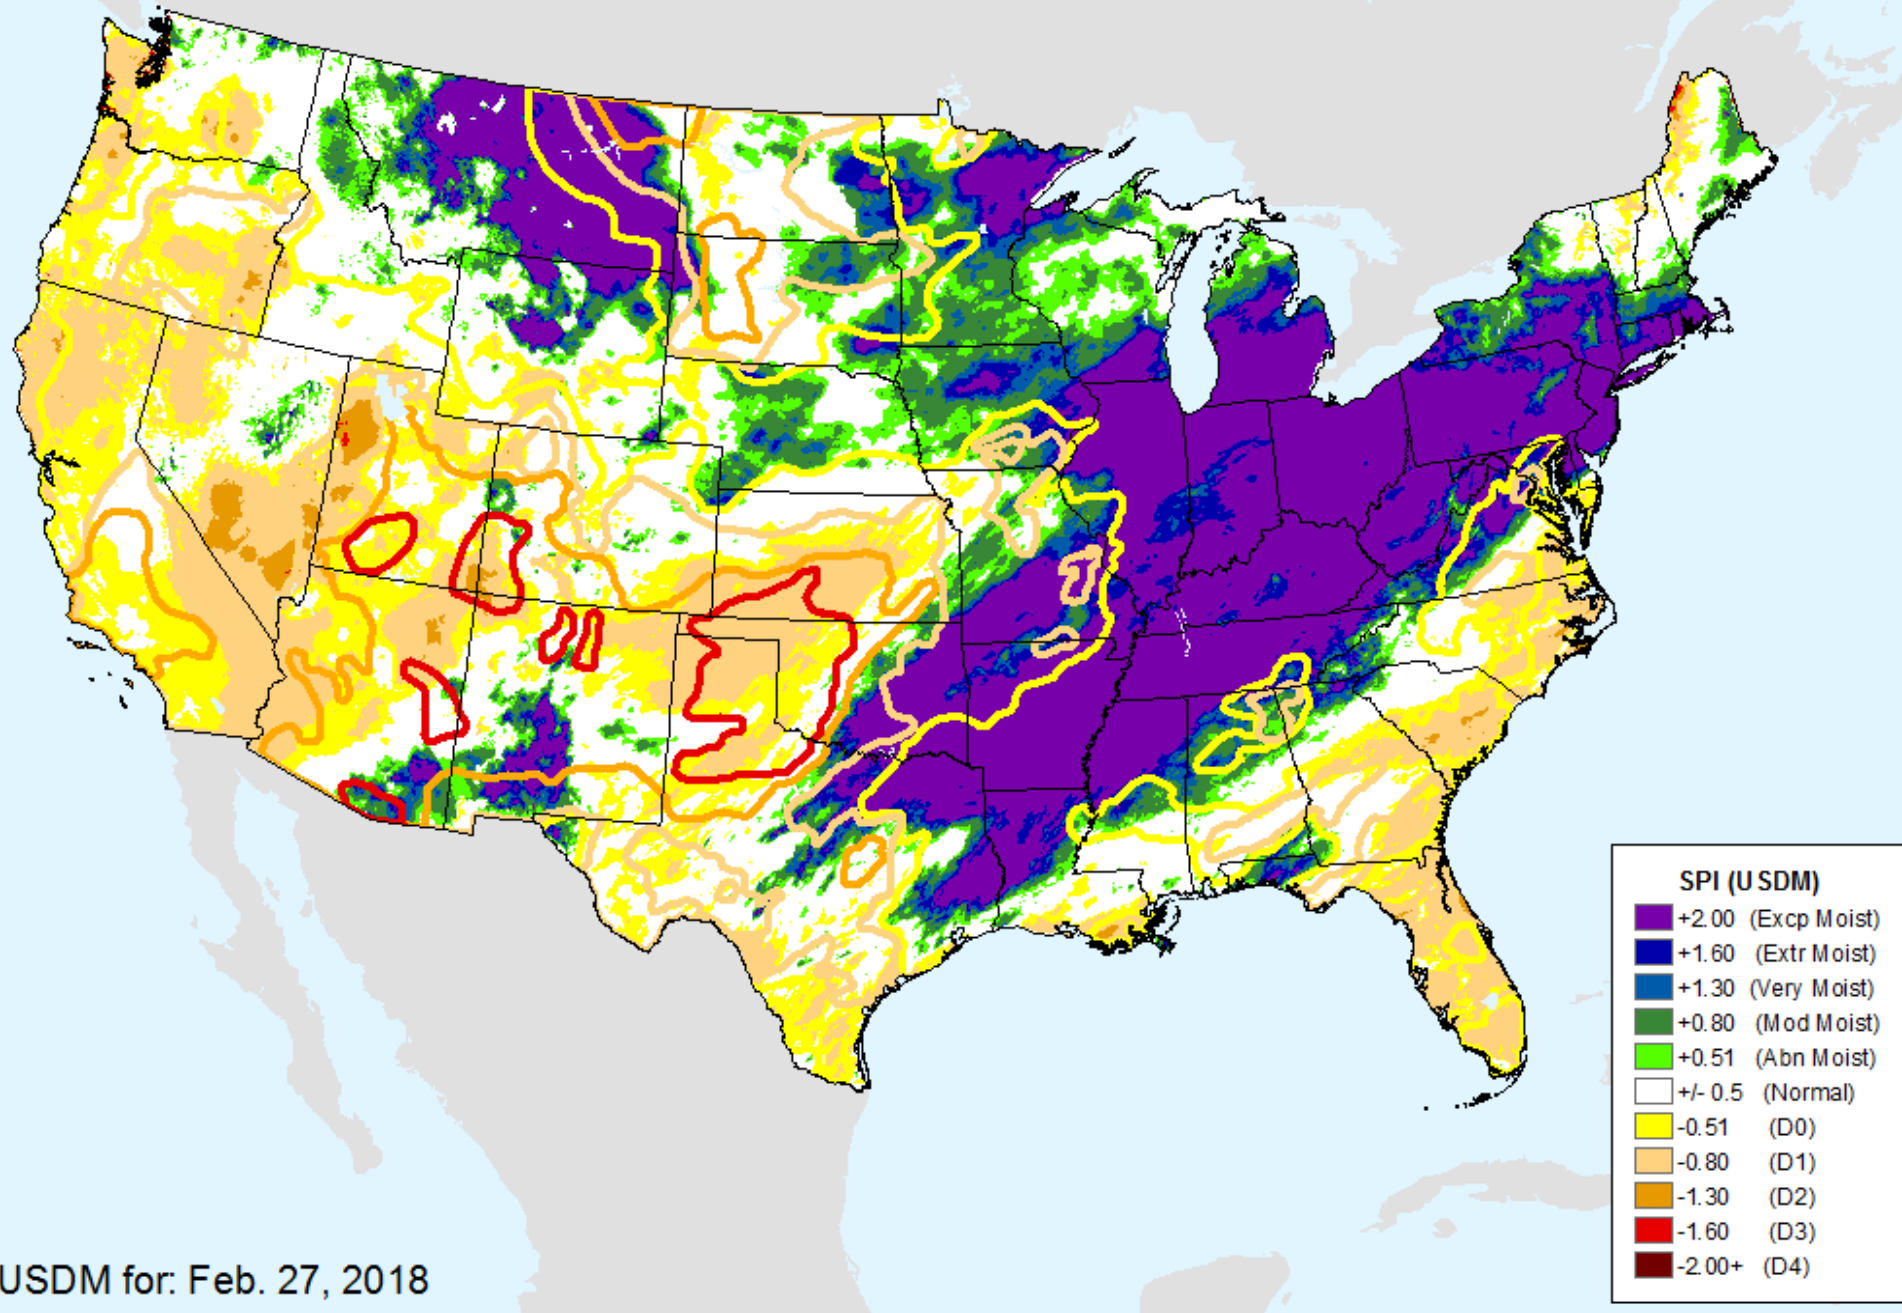 SPI (USDM)
+2.00 (Excp Moist)
+1.60 (Extr Moist)
+1.30 (Very Moist)
+0.80 (Mod Moist)
+0.51 (Abn Moist)
+/- 0.5 (Normal)
-0.51 (D0)
-0.80 (D1)
-1.30 (D2)
-1.60 (D3)
-2.00+ (D4)
USDM for: Feb. 27, 2018